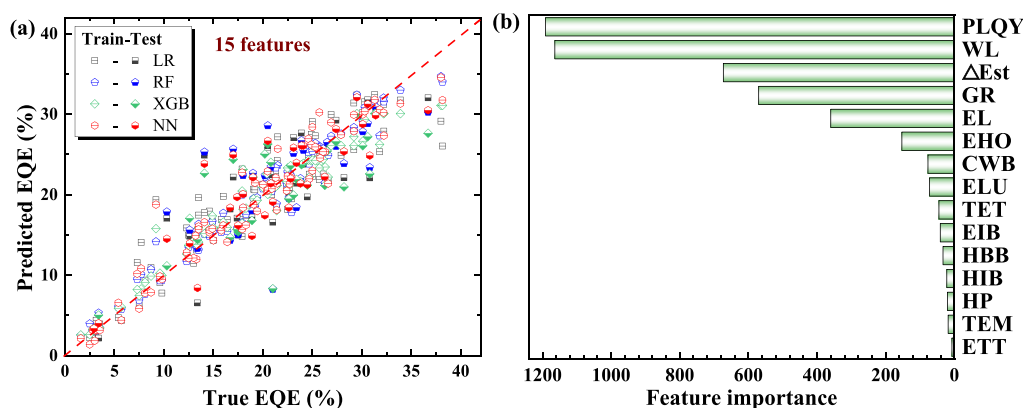 (a)
15 features
Train-Test
- LR
- RF
- XGB
- NN
Predicted EQE (%)
40
30
20
10
0
0 5 10 15 20 25 30 35 40
True EQE (%)
(b)
PLQY
WL
△Est
GR
EL
EHO
CWB
ELU
TET
EIB
HBB
HIB
HP
TEM
ETT
1200 1000 800 600 400 200 0
Feature importance